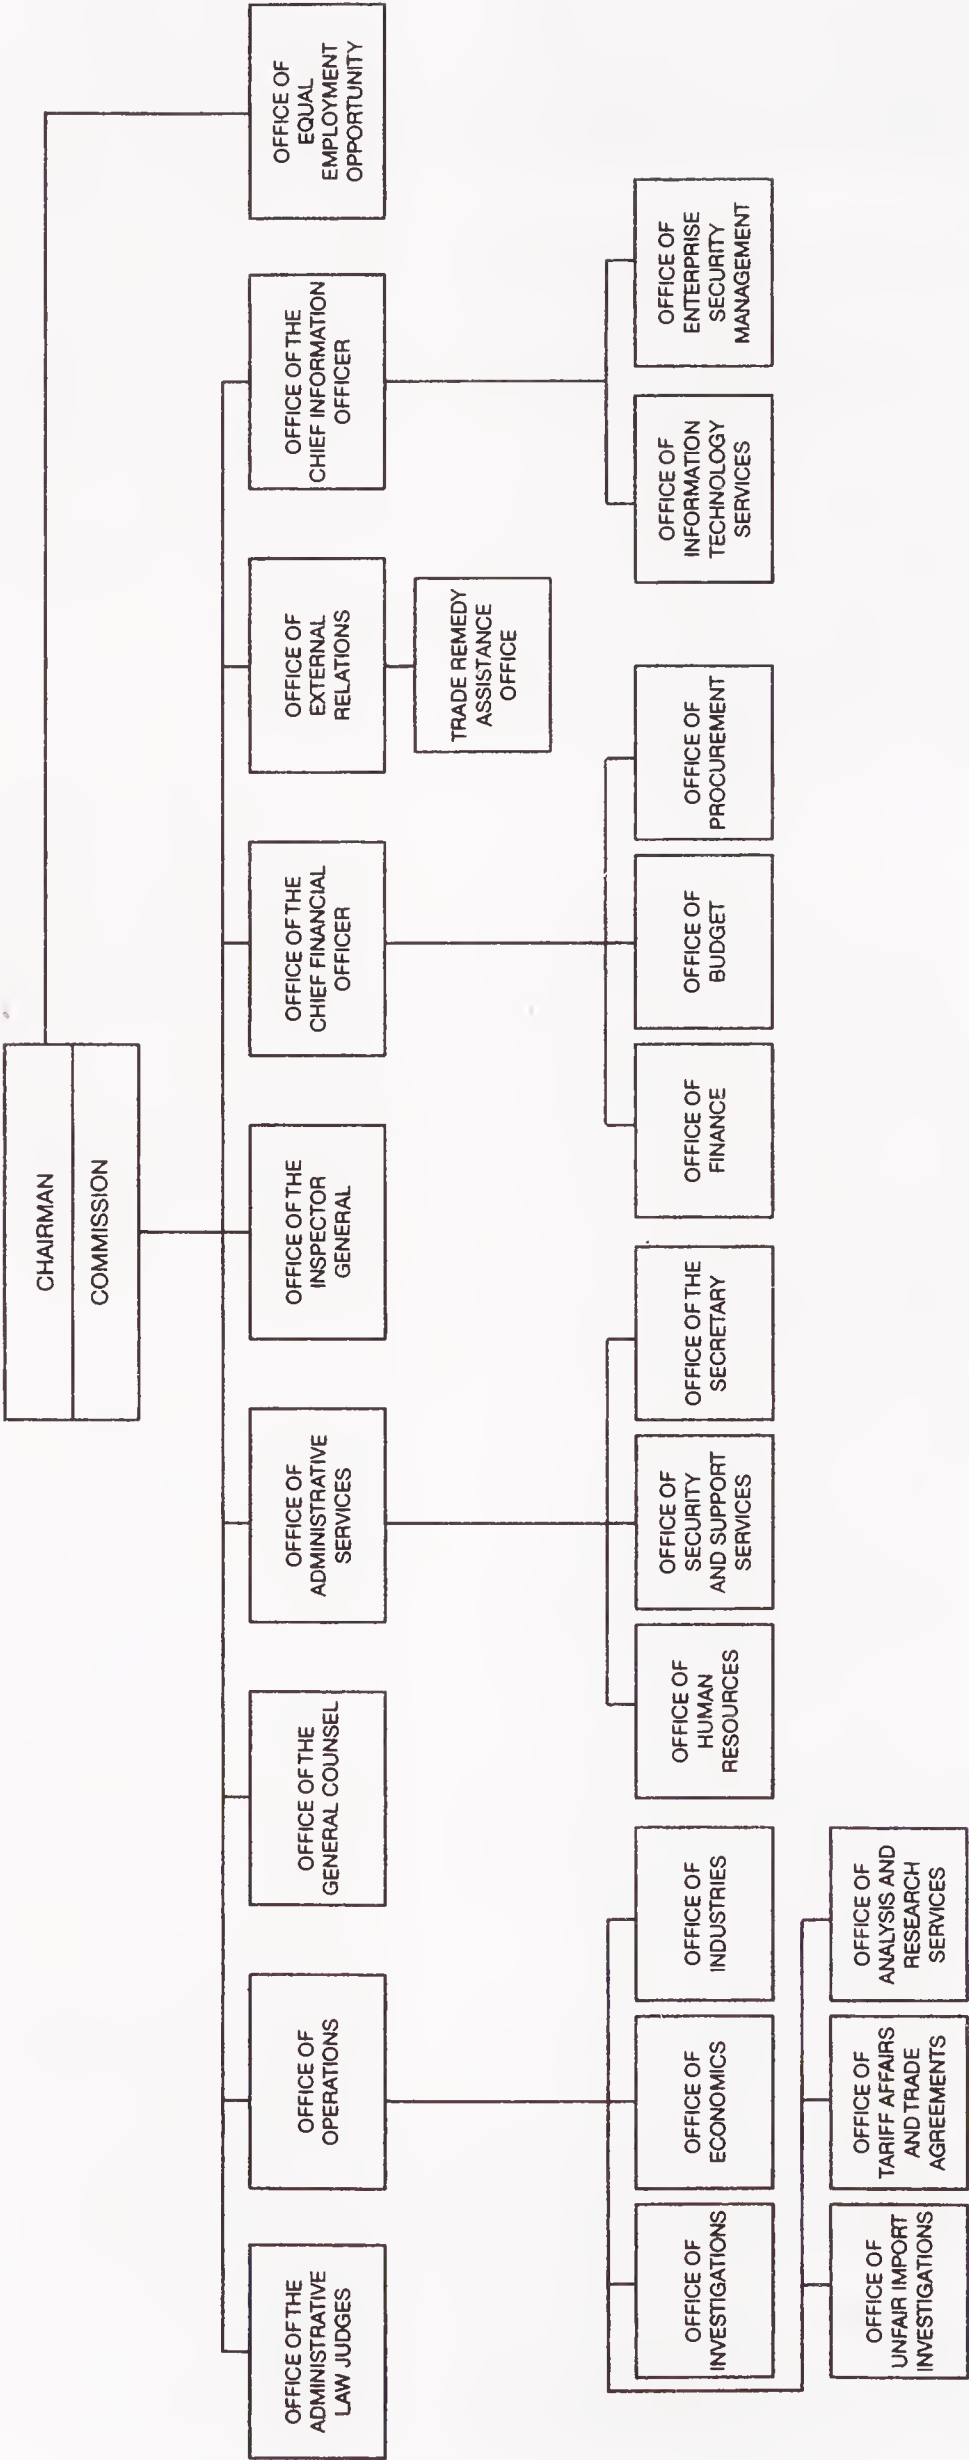 CHAIRMAN
COMMISSION
OFFICE OF THE
ADMINISTRATIVE
LAW JUDGES
OFFICE OF
OPERATIONS
OFFICE OF THE
GENERAL COUNSEL
OFFICE OF
ADMINISTRATIVE
SERVICES
OFFICE OF THE
INSPECTOR
GENERAL
OFFICE OF THE
CHIEF FINANCIAL
OFFICER
OFFICE OF
EXTERNAL
RELATIONS
OFFICE OF THE
CHIEF INFORMATION
OFFICER
OFFICE OF
EQUAL
EMPLOYMENT
OPPORTUNITY
TRADE REMEDY
ASSISTANCE
OFFICE
OFFICE OF
INVESTIGATIONS
OFFICE OF
ECONOMICS
OFFICE OF
INDUSTRIES
OFFICE OF
HUMAN
RESOURCES
OFFICE OF
SECURITY
AND SUPPORT
SERVICES
OFFICE OF THE
SECRETARY
OFFICE OF
FINANCE
OFFICE OF
BUDGET
OFFICE OF
PROCUREMENT
OFFICE OF
INFORMATION
TECHNOLOGY
SERVICES
OFFICE OF
ENTERPRISE
SECURITY
MANAGEMENT
OFFICE OF
UNFAIR IMPORT
INVESTIGATIONS
OFFICE OF
TARIFF AFFAIRS
AND TRADE
AGREEMENTS
OFFICE OF
ANALYSIS AND
RESEARCH
SERVICES